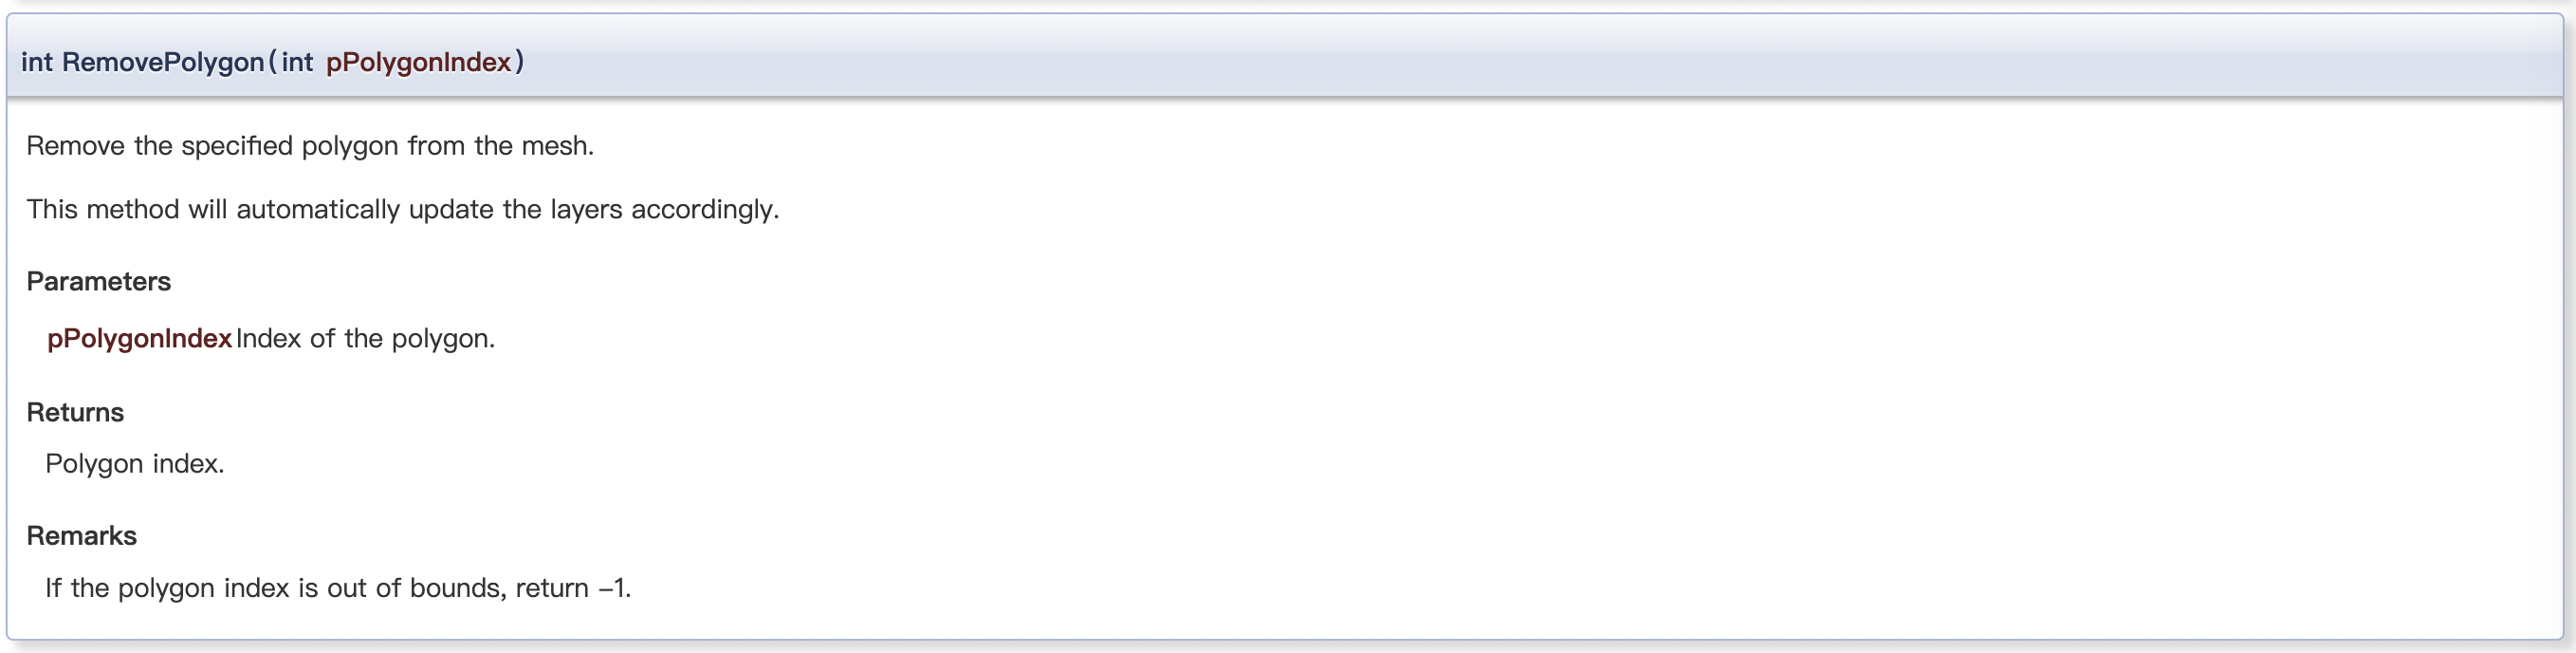 int RemovePolygon(int pPolygonIndex)
Remove the specified polygon from the mesh.
This method will automatically update the layers accordingly.
Parameters
pPolygonIndex Index of the polygon.
Returns
Polygon index.
Remarks
If the polygon index is out of bounds, return –1.